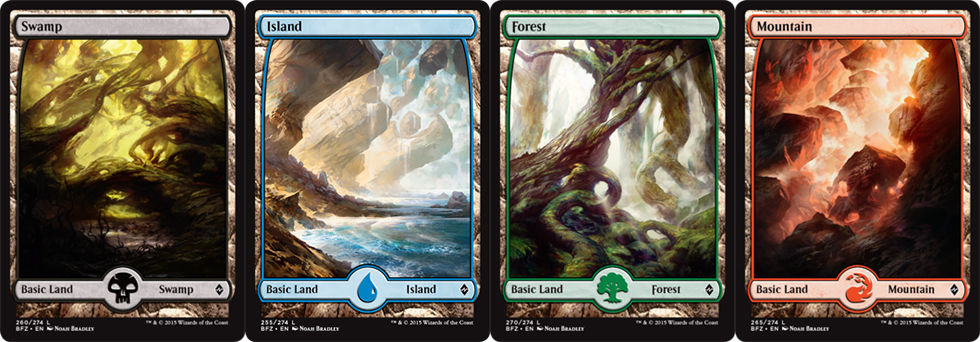 Swamp
Basic Land Swamp
260/274 L
BFZ • EN Noah Bradley ™ & © 2015 Wizards of the Coast
Island
Basic Land Island
255/274 L
BFZ • EN Noah Bradley ™ & © 2015 Wizards of the Coast
Forest
Basic Land Forest
270/274 L
BFZ • EN Noah Bradley ™ & © 2015 Wizards of the Coast
Mountain
Basic Land Mountain
265/274 L
BFZ • EN Noah Bradley ™ & © 2015 Wizards of the Coast